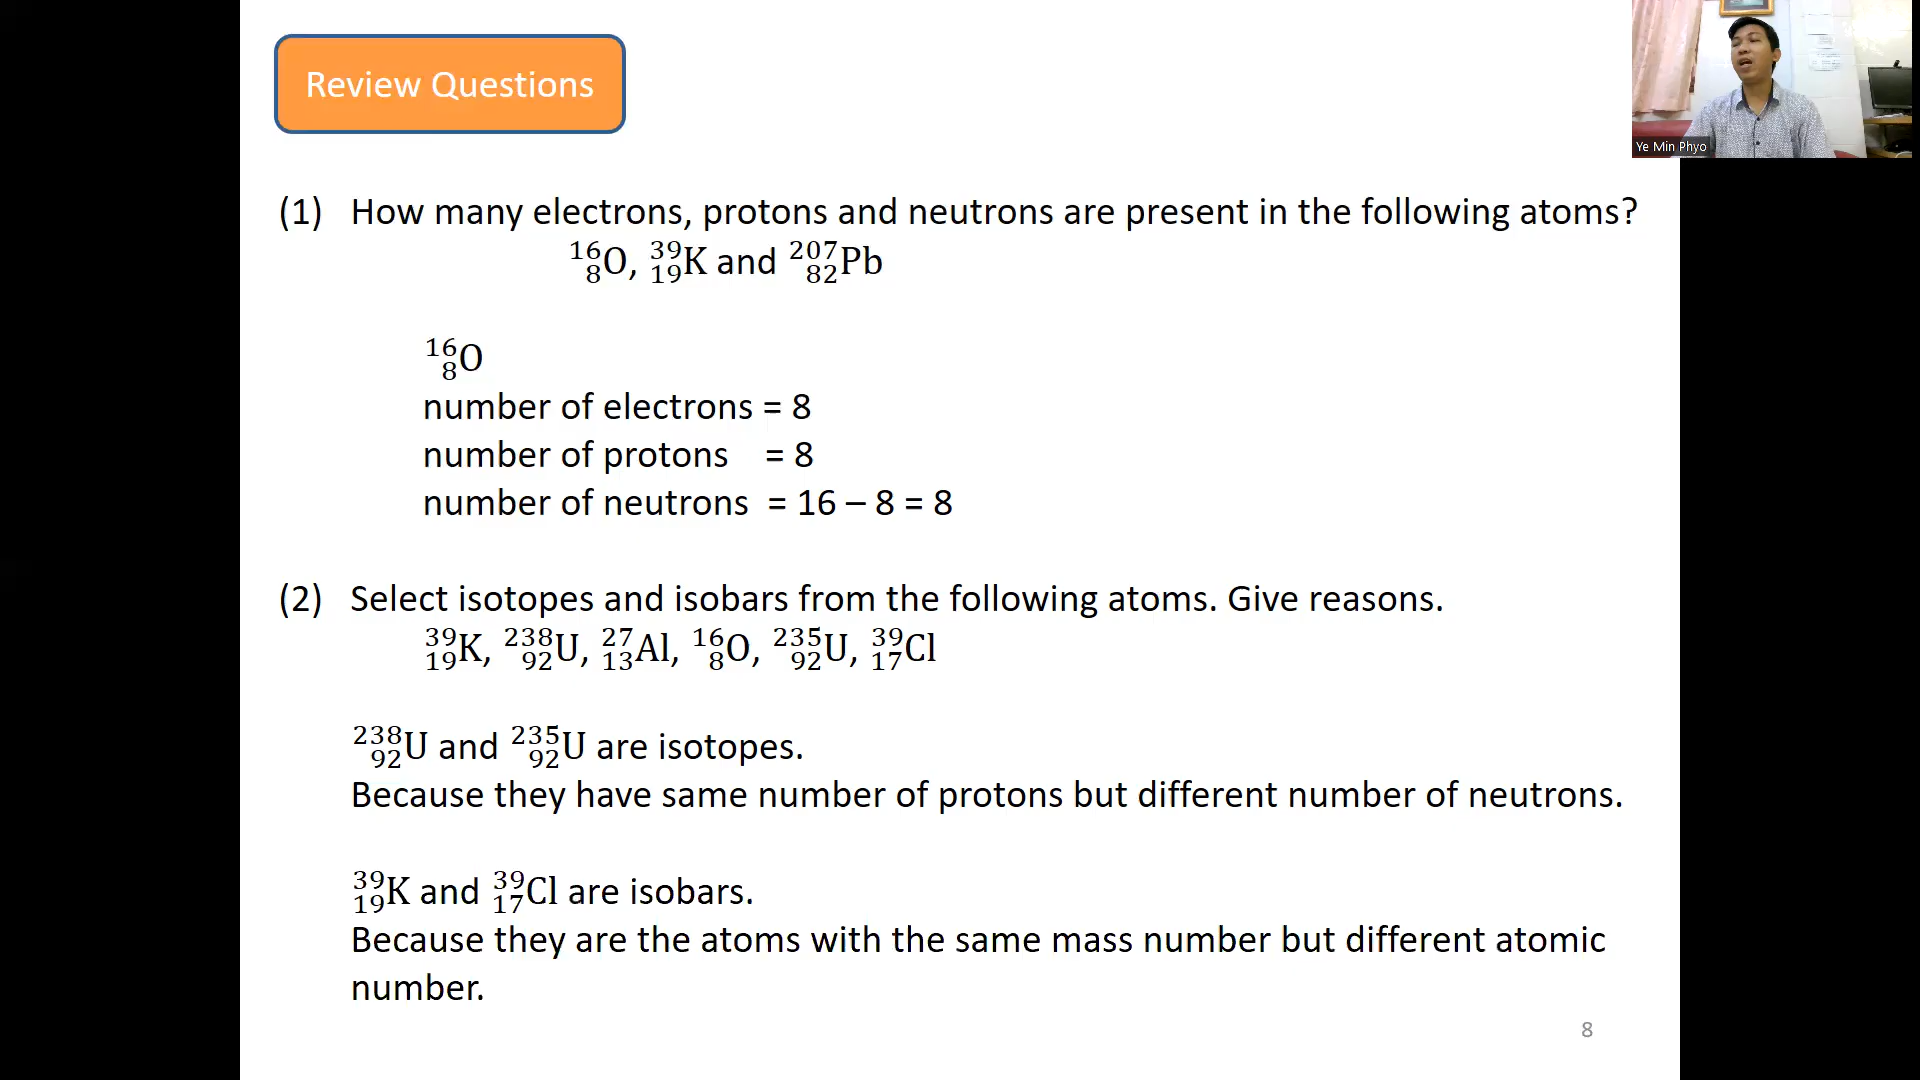 Review Questions
Ye Min Phyo
(1) How many electrons, protons and neutrons are present in the following atoms?
¹⁶₈O, ³⁹₁₉K and ²⁰⁷₈₂Pb
¹⁶₈O
number of electrons = 8
number of protons = 8
number of neutrons = 16 – 8 = 8
(2) Select isotopes and isobars from the following atoms. Give reasons.
³⁹₁₉K, ²³⁸₉₂U, ²⁷₁₃Al, ¹⁶₈O, ²³⁵₉₂U, ³⁹₁₇Cl
²³⁸₉₂U and ²³⁵₉₂U are isotopes.
Because they have same number of protons but different number of neutrons.
³⁹₁₉K and ³⁹₁₇Cl are isobars.
Because they are the atoms with the same mass number but different atomic
number.
8